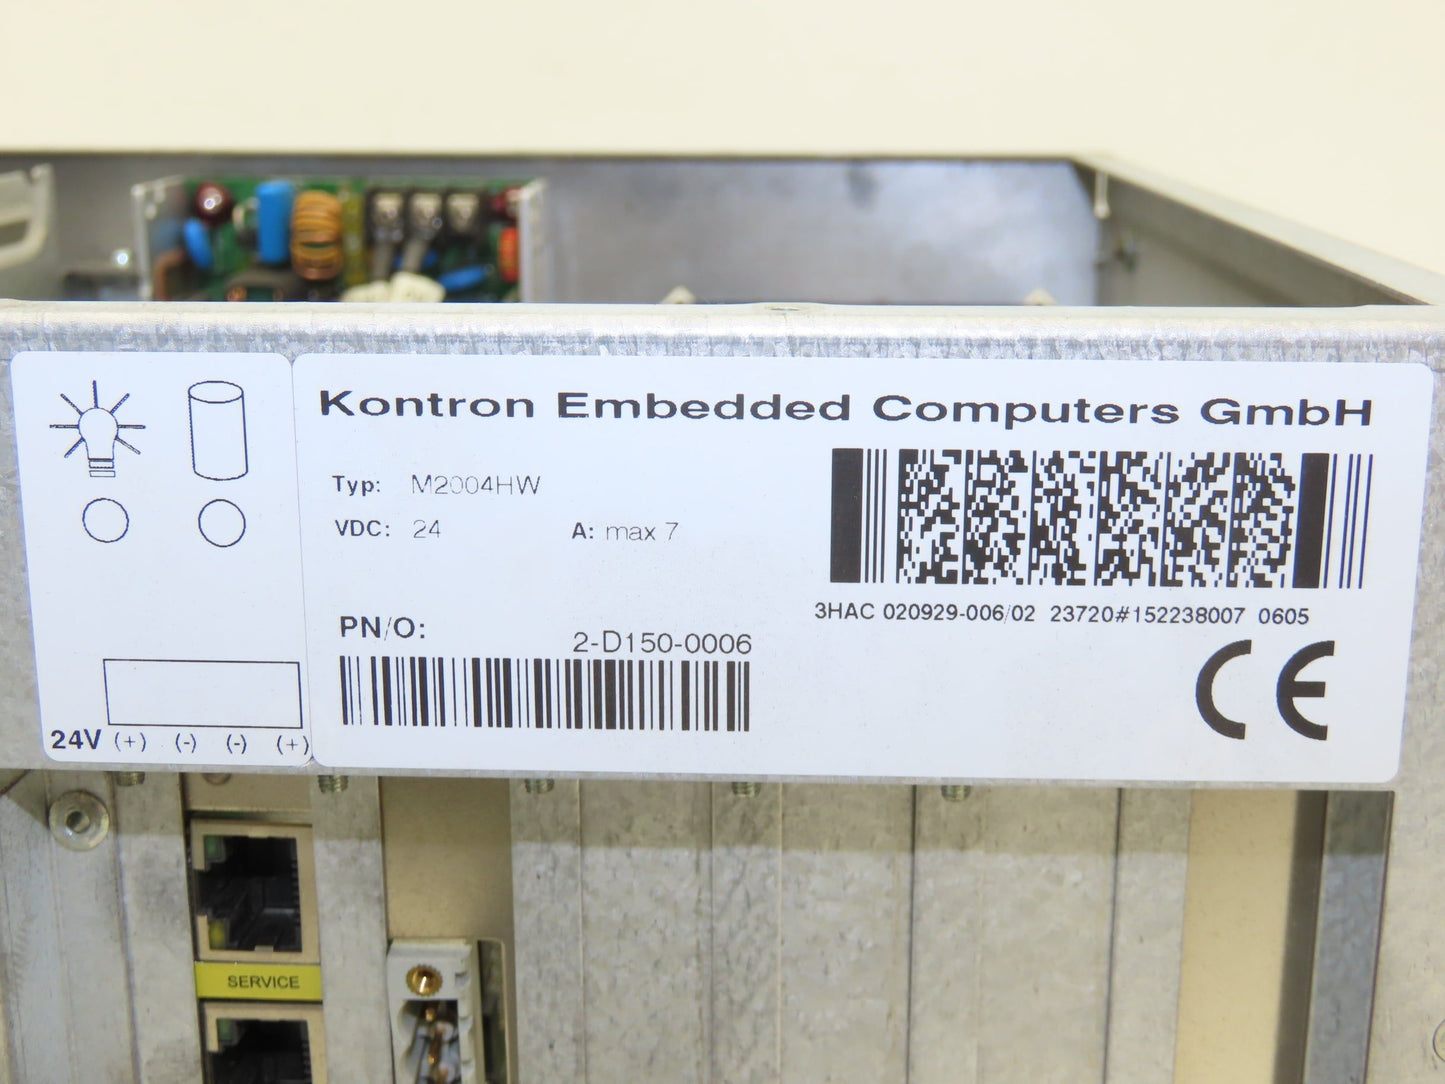 Kontron Embedded Computers GmbH
Typ: M2004HW
VDC: 24 A: max 7
3HAC 020929-006/02 23720#152238007 0605
PN/O: 2-D150-0006
CE
24V (+) (-) (-) (+)
SERVICE